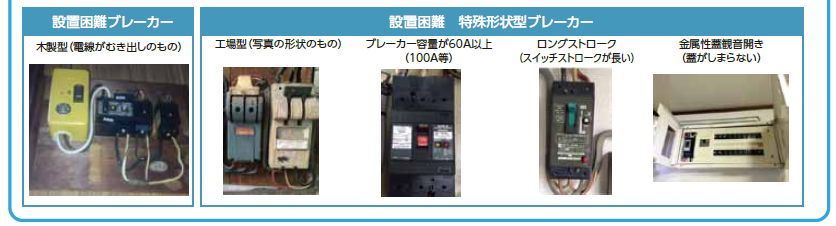 設置困難ブレーカー
木製型(電線がむき出しのもの)
設置困難 特殊形状型ブレーカー
工場型(写真の形状のもの)
ブレーカー容量が60A以上
(100A等)
ロングストローク
(スイッチストロークが長い)
金属性蓋観音開き
(蓋がしまらない)